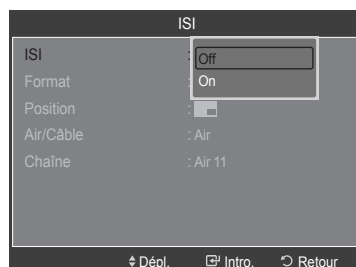 ISI
ISI : Off
On
Format :
Position :
Air/Câble : Air
Chaîne : Air 11
Dépl. Intro. Retour